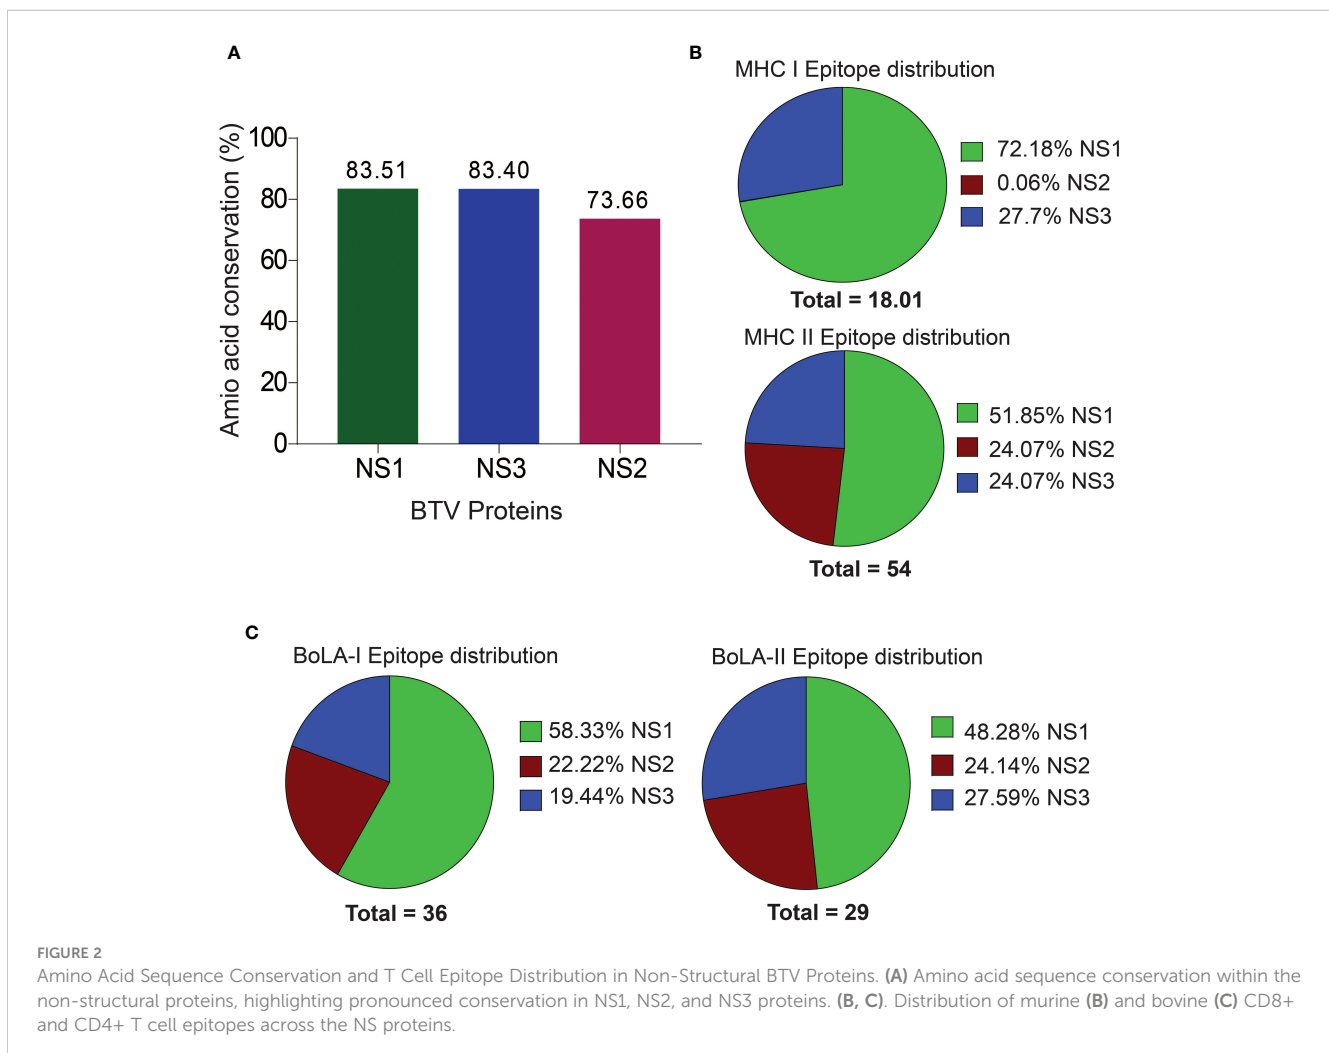 A
Amio acid conservation (%)
100
80
60
40
20
0
83.51
83.40
73.66
NS1
NS3
NS2
BTV Proteins
B
MHC I Epitope distribution
72.18% NS1
0.06% NS2
27.7% NS3
Total = 18.01
MHC II Epitope distribution
51.85% NS1
24.07% NS2
24.07% NS3
Total = 54
C
BoLA-I Epitope distribution
58.33% NS1
22.22% NS2
19.44% NS3
Total = 36
BoLA-II Epitope distribution
48.28% NS1
24.14% NS2
27.59% NS3
Total = 29
FIGURE 2
Amino Acid Sequence Conservation and T Cell Epitope Distribution in Non-Structural BTV Proteins. (A) Amino acid sequence conservation within the
non-structural proteins, highlighting pronounced conservation in NS1, NS2, and NS3 proteins. (B, C). Distribution of murine (B) and bovine (C) CD8+
and CD4+ T cell epitopes across the NS proteins.